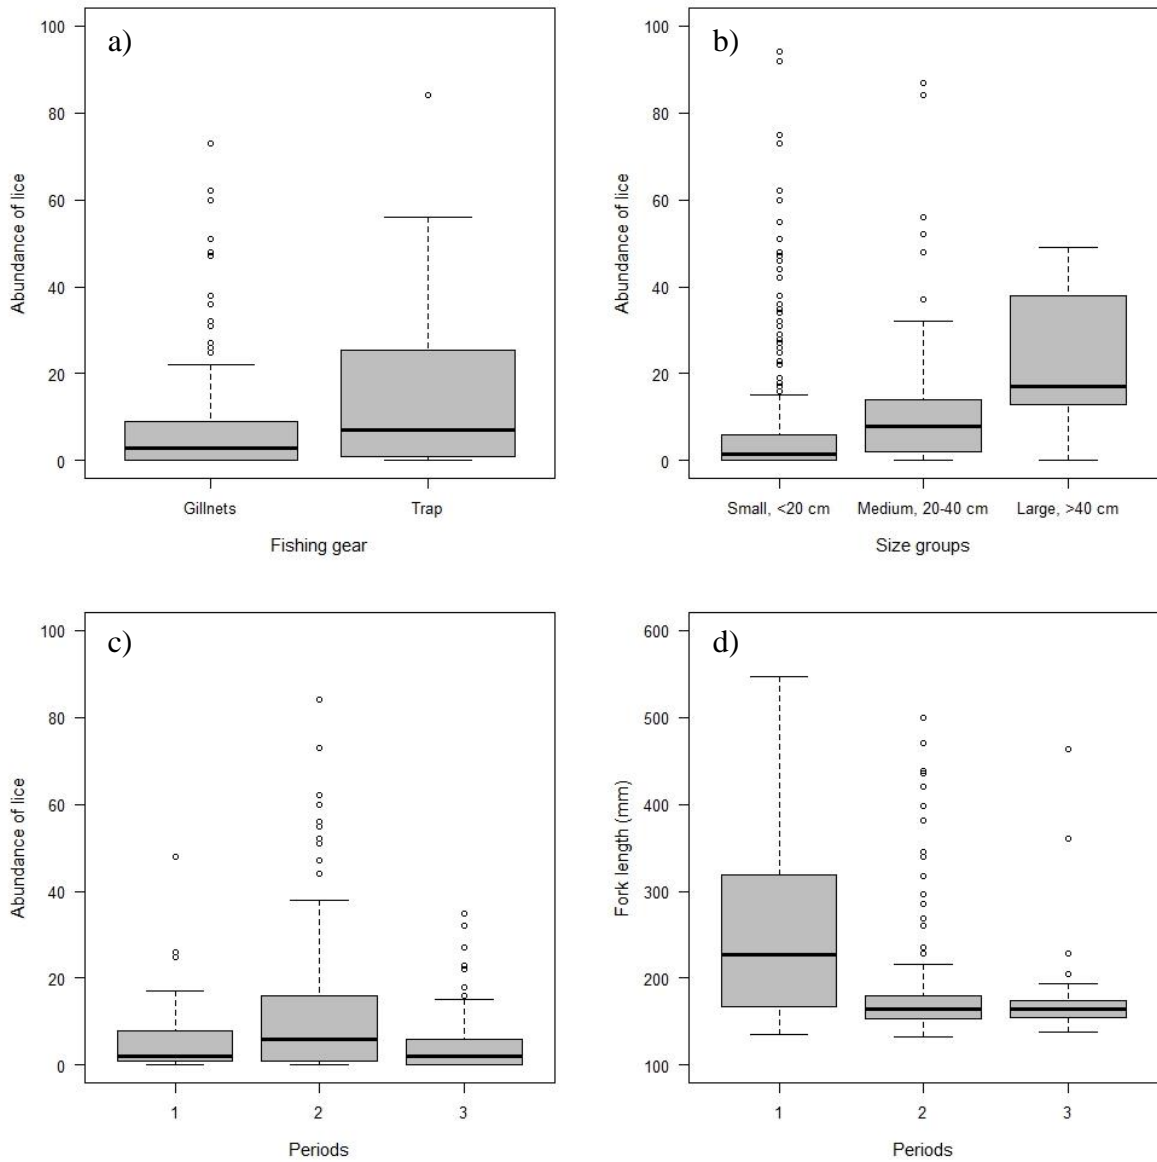 a)
Abundance of lice
100
80
60
40
20
0
Gillnets Trap
Fishing gear
b)
Abundance of lice
100
80
60
40
20
0
Small, <20 cm Medium, 20-40 cm Large, >40 cm
Size groups
c)
Abundance of lice
100
80
60
40
20
0
1 2 3
Periods
d)
Fork length (mm)
600
500
400
300
200
100
1 2 3
Periods